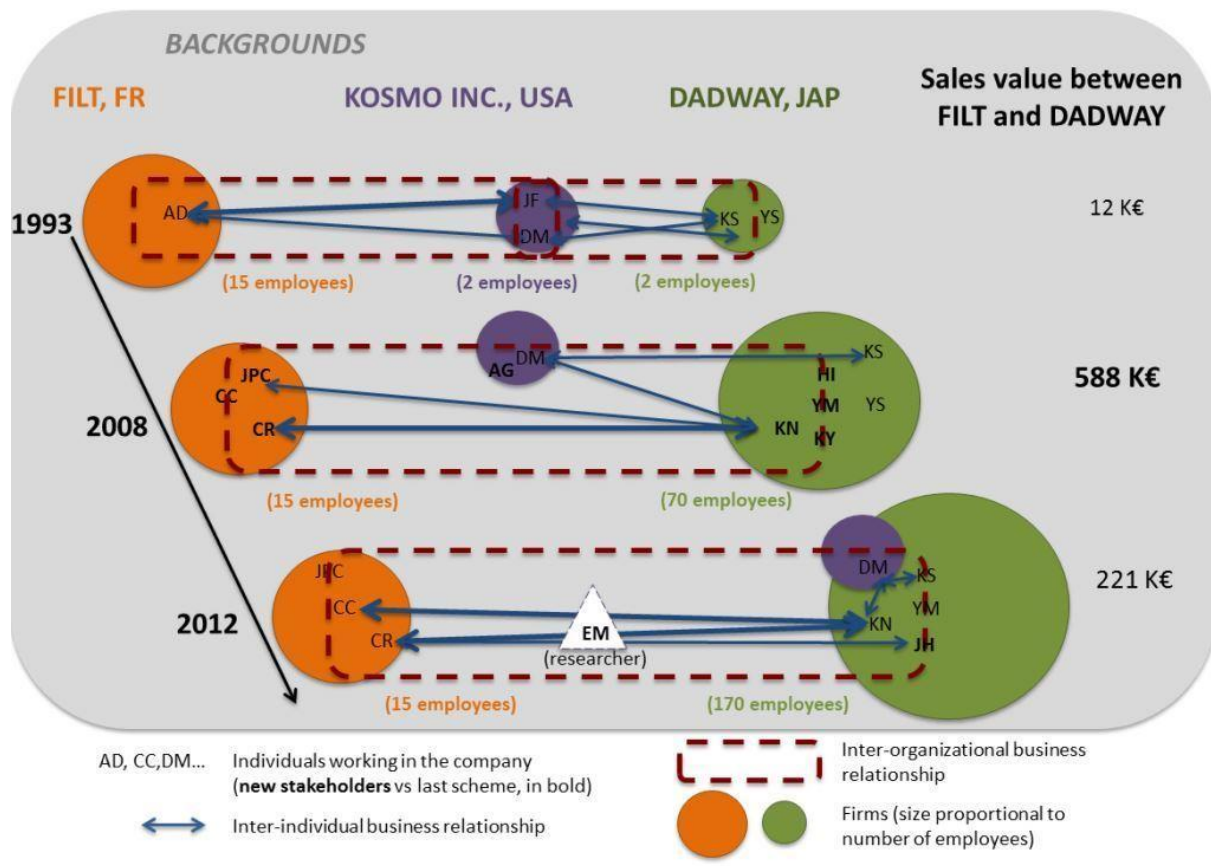 BACKGROUNDS
FILT, FR
KOSMO INC., USA
DADWAY, JAP
Sales value between
FILT and DADWAY
1993
AD
JF
DM
KS
YS
12 K€
(15 employees)
(2 employees)
(2 employees)
2008
JPC
CC
CR
DM
AG
KS
HI
YM
YS
KN
KY
588 K€
(15 employees)
(70 employees)
2012
JPC
CC
CR
EM
(researcher)
DM
KS
YM
KN
JH
221 K€
(15 employees)
(170 employees)
AD, CC,DM...
Individuals working in the company
(new stakeholders vs last scheme, in bold)
Inter-individual business relationship
Inter-organizational business
relationship
Firms (size proportional to
number of employees)